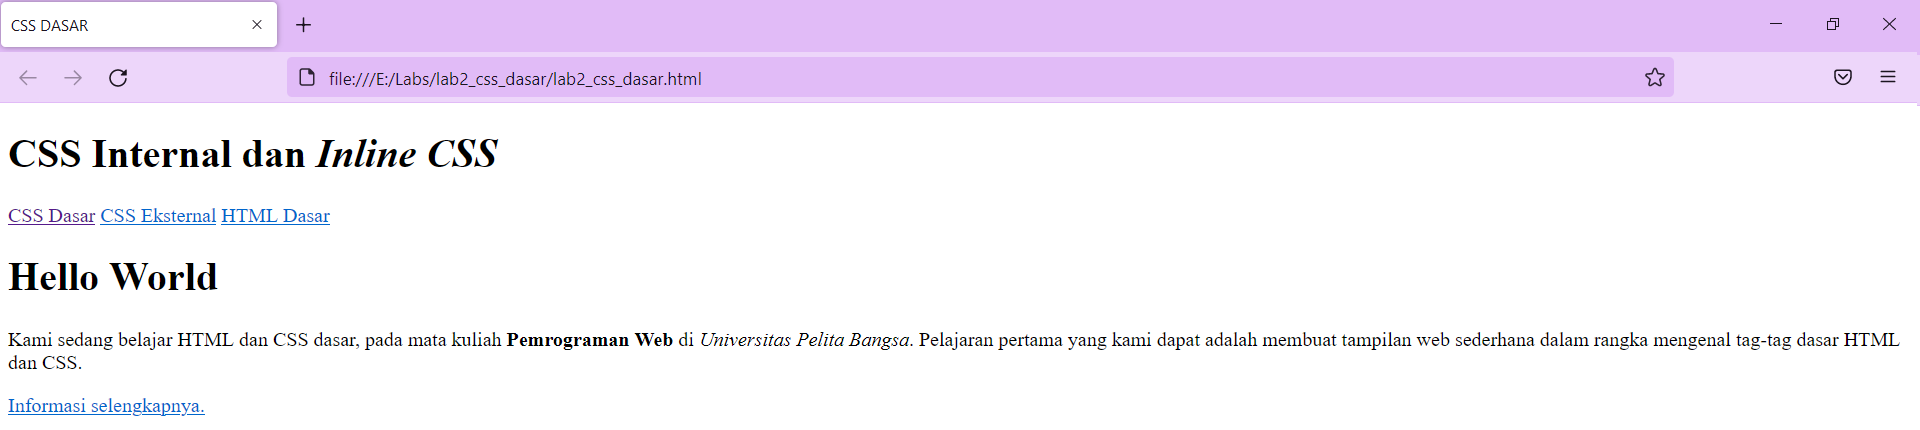 CSS DASAR
file:///E:/Labs/lab2_css_dasar/lab2_css_dasar.html
CSS Internal dan Inline CSS
CSS Dasar CSS Eksternal HTML Dasar
Hello World
Kami sedang belajar HTML dan CSS dasar, pada mata kuliah Pemrograman Web di Universitas Pelita Bangsa. Pelajaran pertama yang kami dapat adalah membuat tampilan web sederhana dalam rangka mengenal tag-tag dasar HTML
dan CSS.
Informasi selengkapnya.